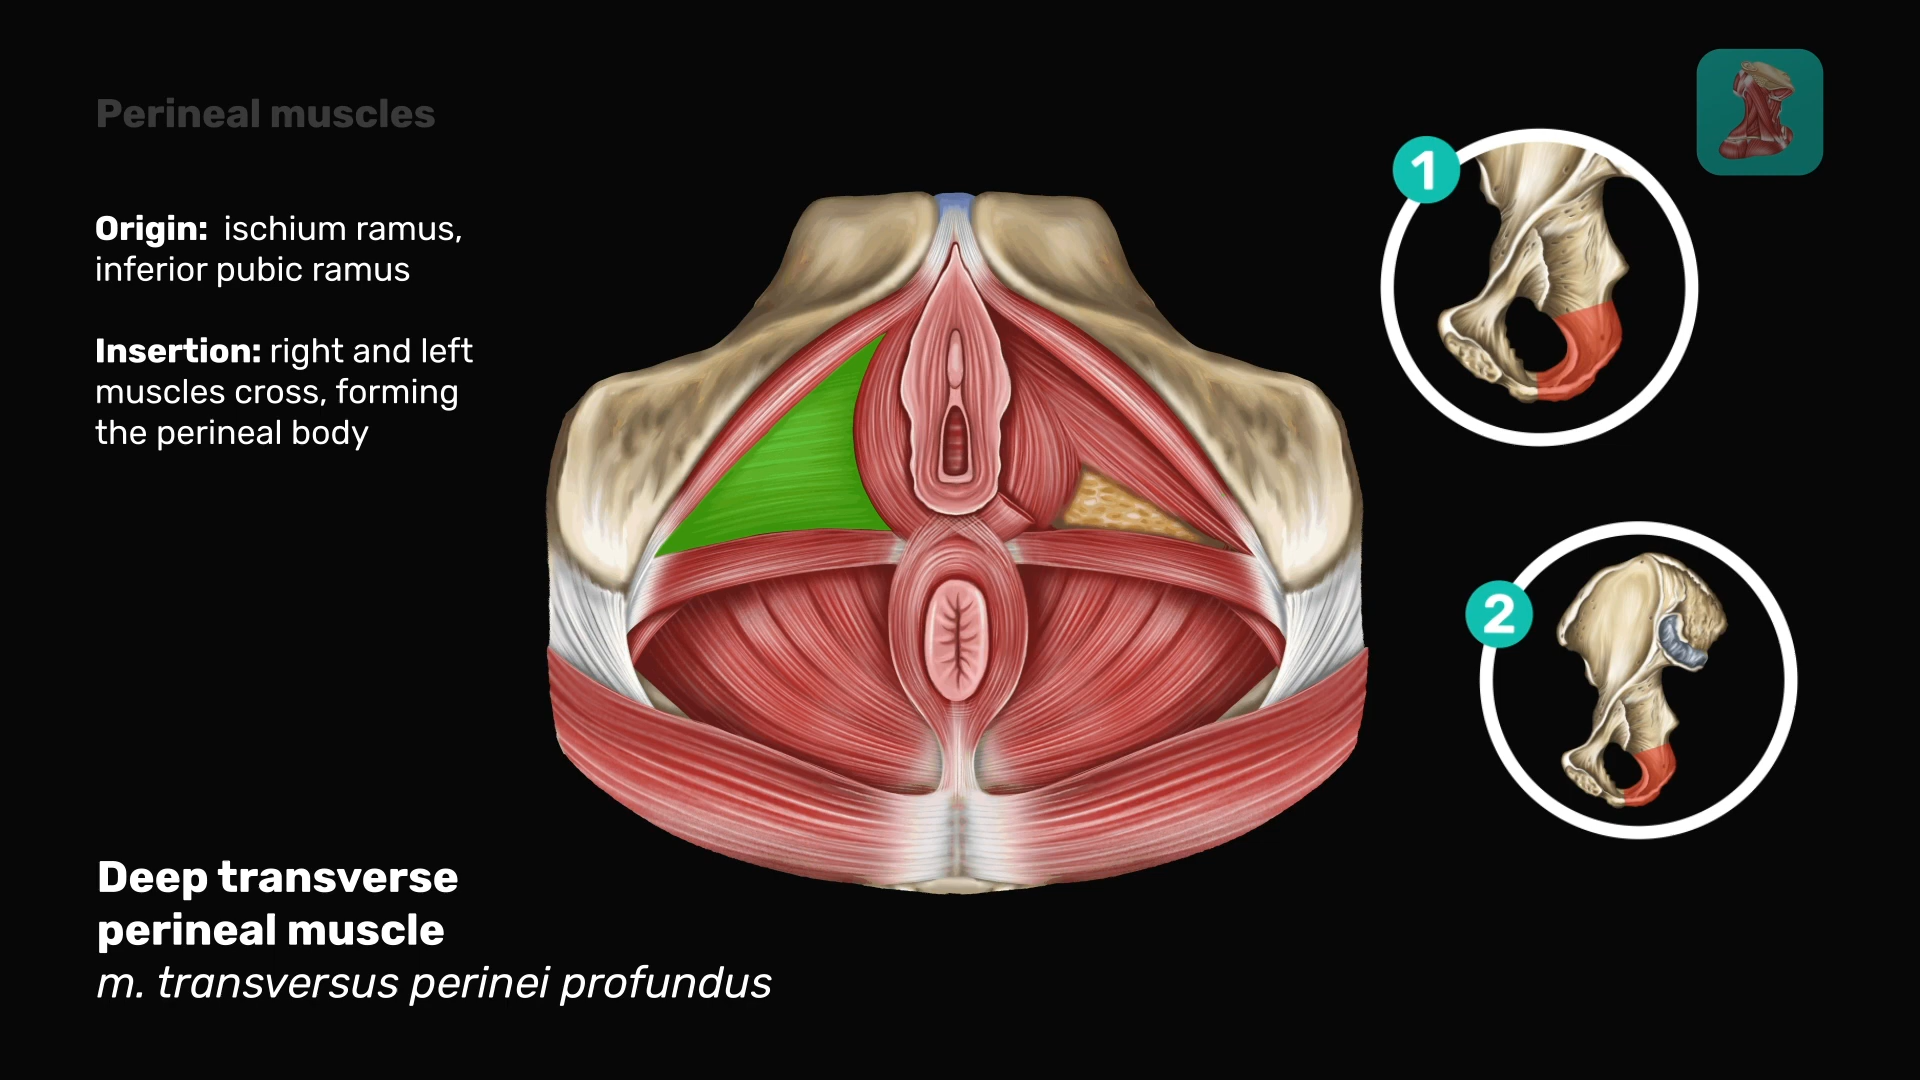 Perineal muscles
Origin: ischium ramus,
inferior pubic ramus
Insertion: right and left
muscles cross, forming
the perineal body
1
2
Deep transverse
perineal muscle
m. transversus perinei profundus